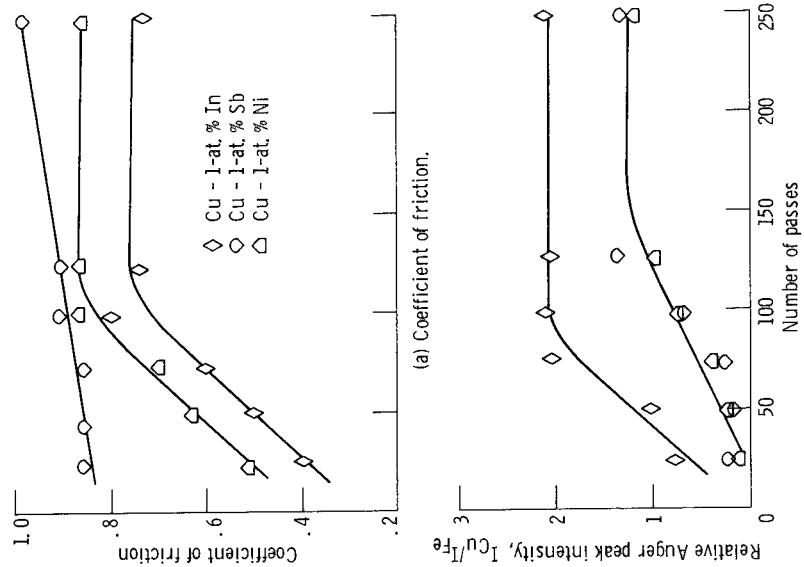 1.0
.8
.6
.4
.2
Coefficient of friction
Cu - 1-at. % In
Cu - 1-at. % Sb
Cu - 1-at. % Ni
(a) Coefficient of friction.
3
2
1
0
Relative Auger peak intensity, I_Cu/I_Fe
0
50
100
150
200
250
Number of passes